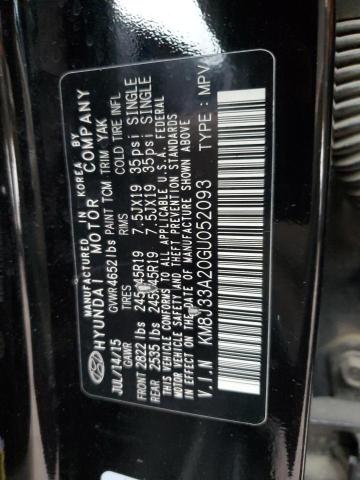 MANUFACTURED IN KOREA BY
HYUNDAI MOTOR COMPANY
JUL/14/15 GVWR 4652lbs PAINT TCM TRIM YAK
GAWR TIRES RIMS COLD TIRE INFL
FRONT 2822 lbs 245/45R19 7.5JX19 35psi SINGLE
REAR 2535 lbs 245/45R19 7.5JX19 35psi SINGLE
THIS VEHICLE CONFORMS TO ALL APPLICABLE U.S.A. FEDERAL
MOTOR VEHICLE SAFETY, BUMPER, AND THEFT PREVENTION
STANDARDS IN EFFECT ON THE DATE OF MANUFACTURE SHOWN ABOVE.
V.I.N : KM8J33A20GU052093 TYPE : MPV